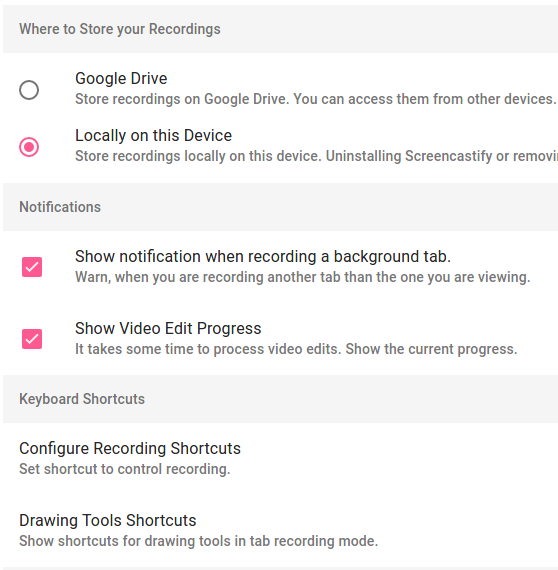 Where to Store your Recordings
Google Drive
Store recordings on Google Drive. You can access them from other devices.
Locally on this Device
Store recordings locally on this device. Uninstalling Screencastify or
Notifications
Show notification when recording a background tab.
Warn, when you are recording another tab than the one you are viewing.
Show Video Edit Progress
It takes some time to process video edits. Show the current progress.
Keyboard Shortcuts
Configure Recording Shortcuts
Set shortcut to control recording.
Drawing Tools Shortcuts
Show shortcuts for drawing tools in tab recording mode.